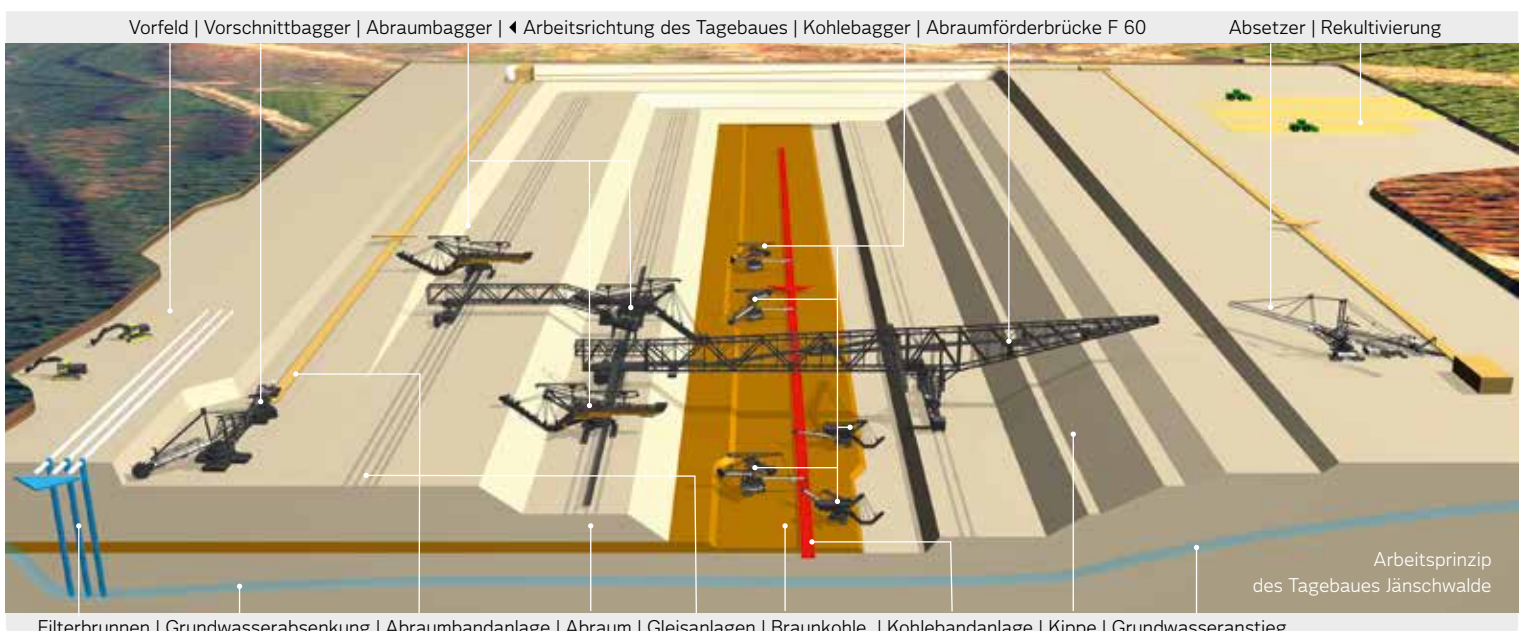 Vorfeld | Vorschnittbagger | Abraumbagger | ◀ Arbeitsrichtung des Tagebaues | Kohlebagger | Abraumförderbrücke F 60 Absetzer | Rekultivierung
Arbeitsprinzip
des Tagebaues Jänschwalde
Filterbrunnen | Grundwasserabsenkung | Abraumbandanlage | Abraum | Gleisanlagen | Braunkohle | Kohlebandanlage | Kippe | Grundwasseranstieg